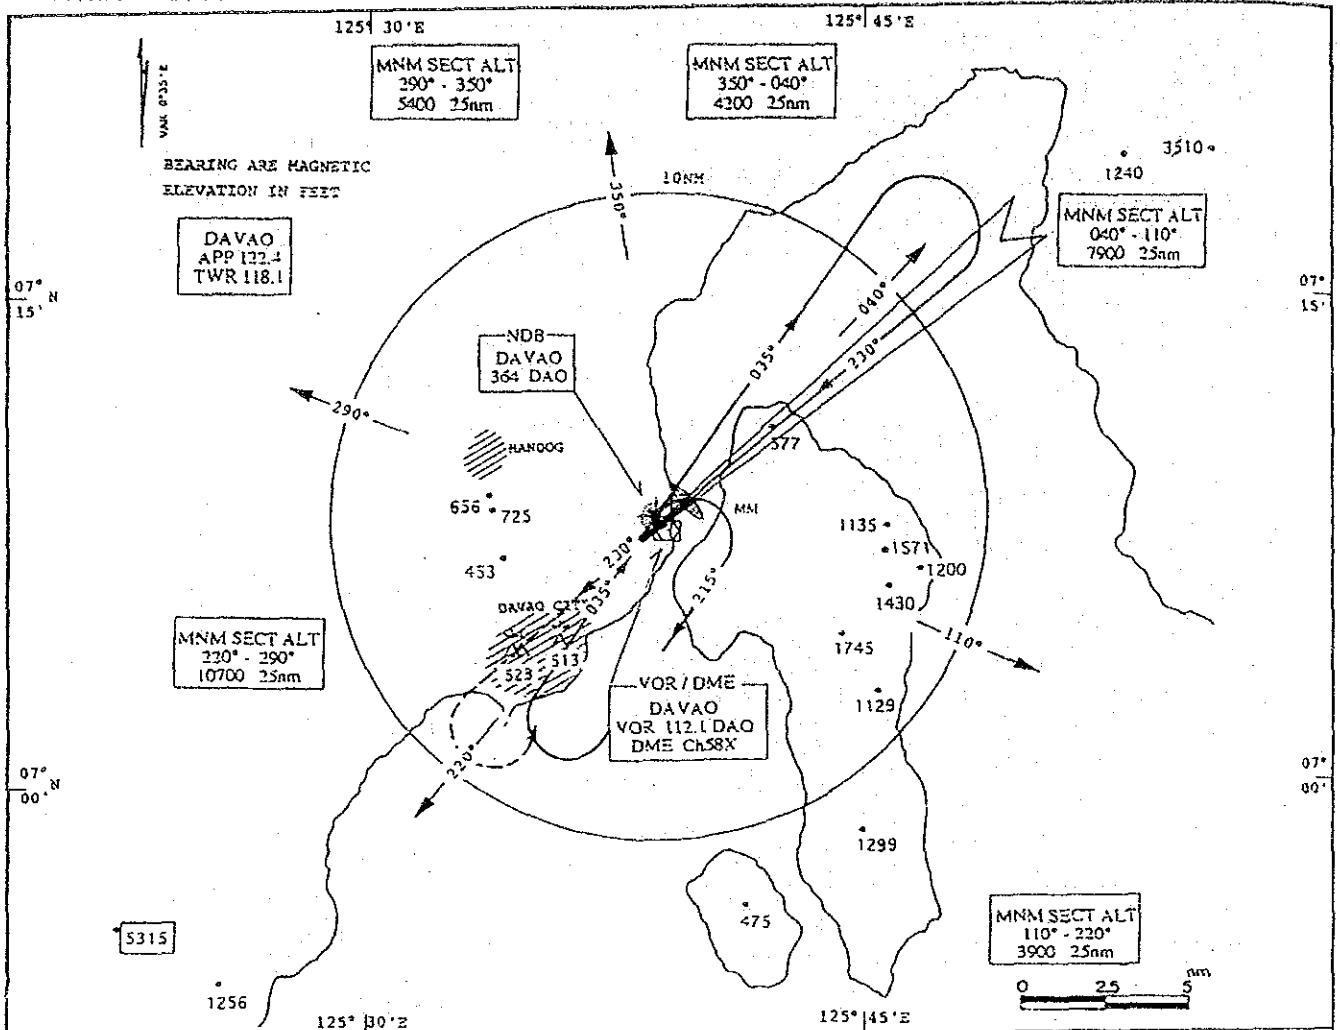 125° 30'E
125° 45'E
MNM SECT ALT
290° - 350°
5400 25nm
MNM SECT ALT
350° - 040°
4200 25nm
VAR 0°35'E
BEARING ARE MAGNETIC
ELEVATION IN FEET
3510
1240
10NM
350°
DAVAO
APP 122.4
TWR 118.1
MNM SECT ALT
040° - 110°
7900 25nm
07° N
15'
07°
15'
040°
NDB
DAVAO
364 DAO
035°
230°
290°
577
MANDOG
656
725
MM
1135
1571
453
1200
230°
1430
035°
215°
DAVAO CITY
110°
MNM SECT ALT
220° - 290°
10700 25nm
1745
523
513
VOR / DME
DAVAO
VOR 112.1 DAO
DME Ch58X
1129
220°
07° N
00'
07°
00'
1299
475
MNM SECT ALT
110° - 220°
3900 25nm
5315
nm
0 2.5 5
1256
125° 30'E
125° 45'E